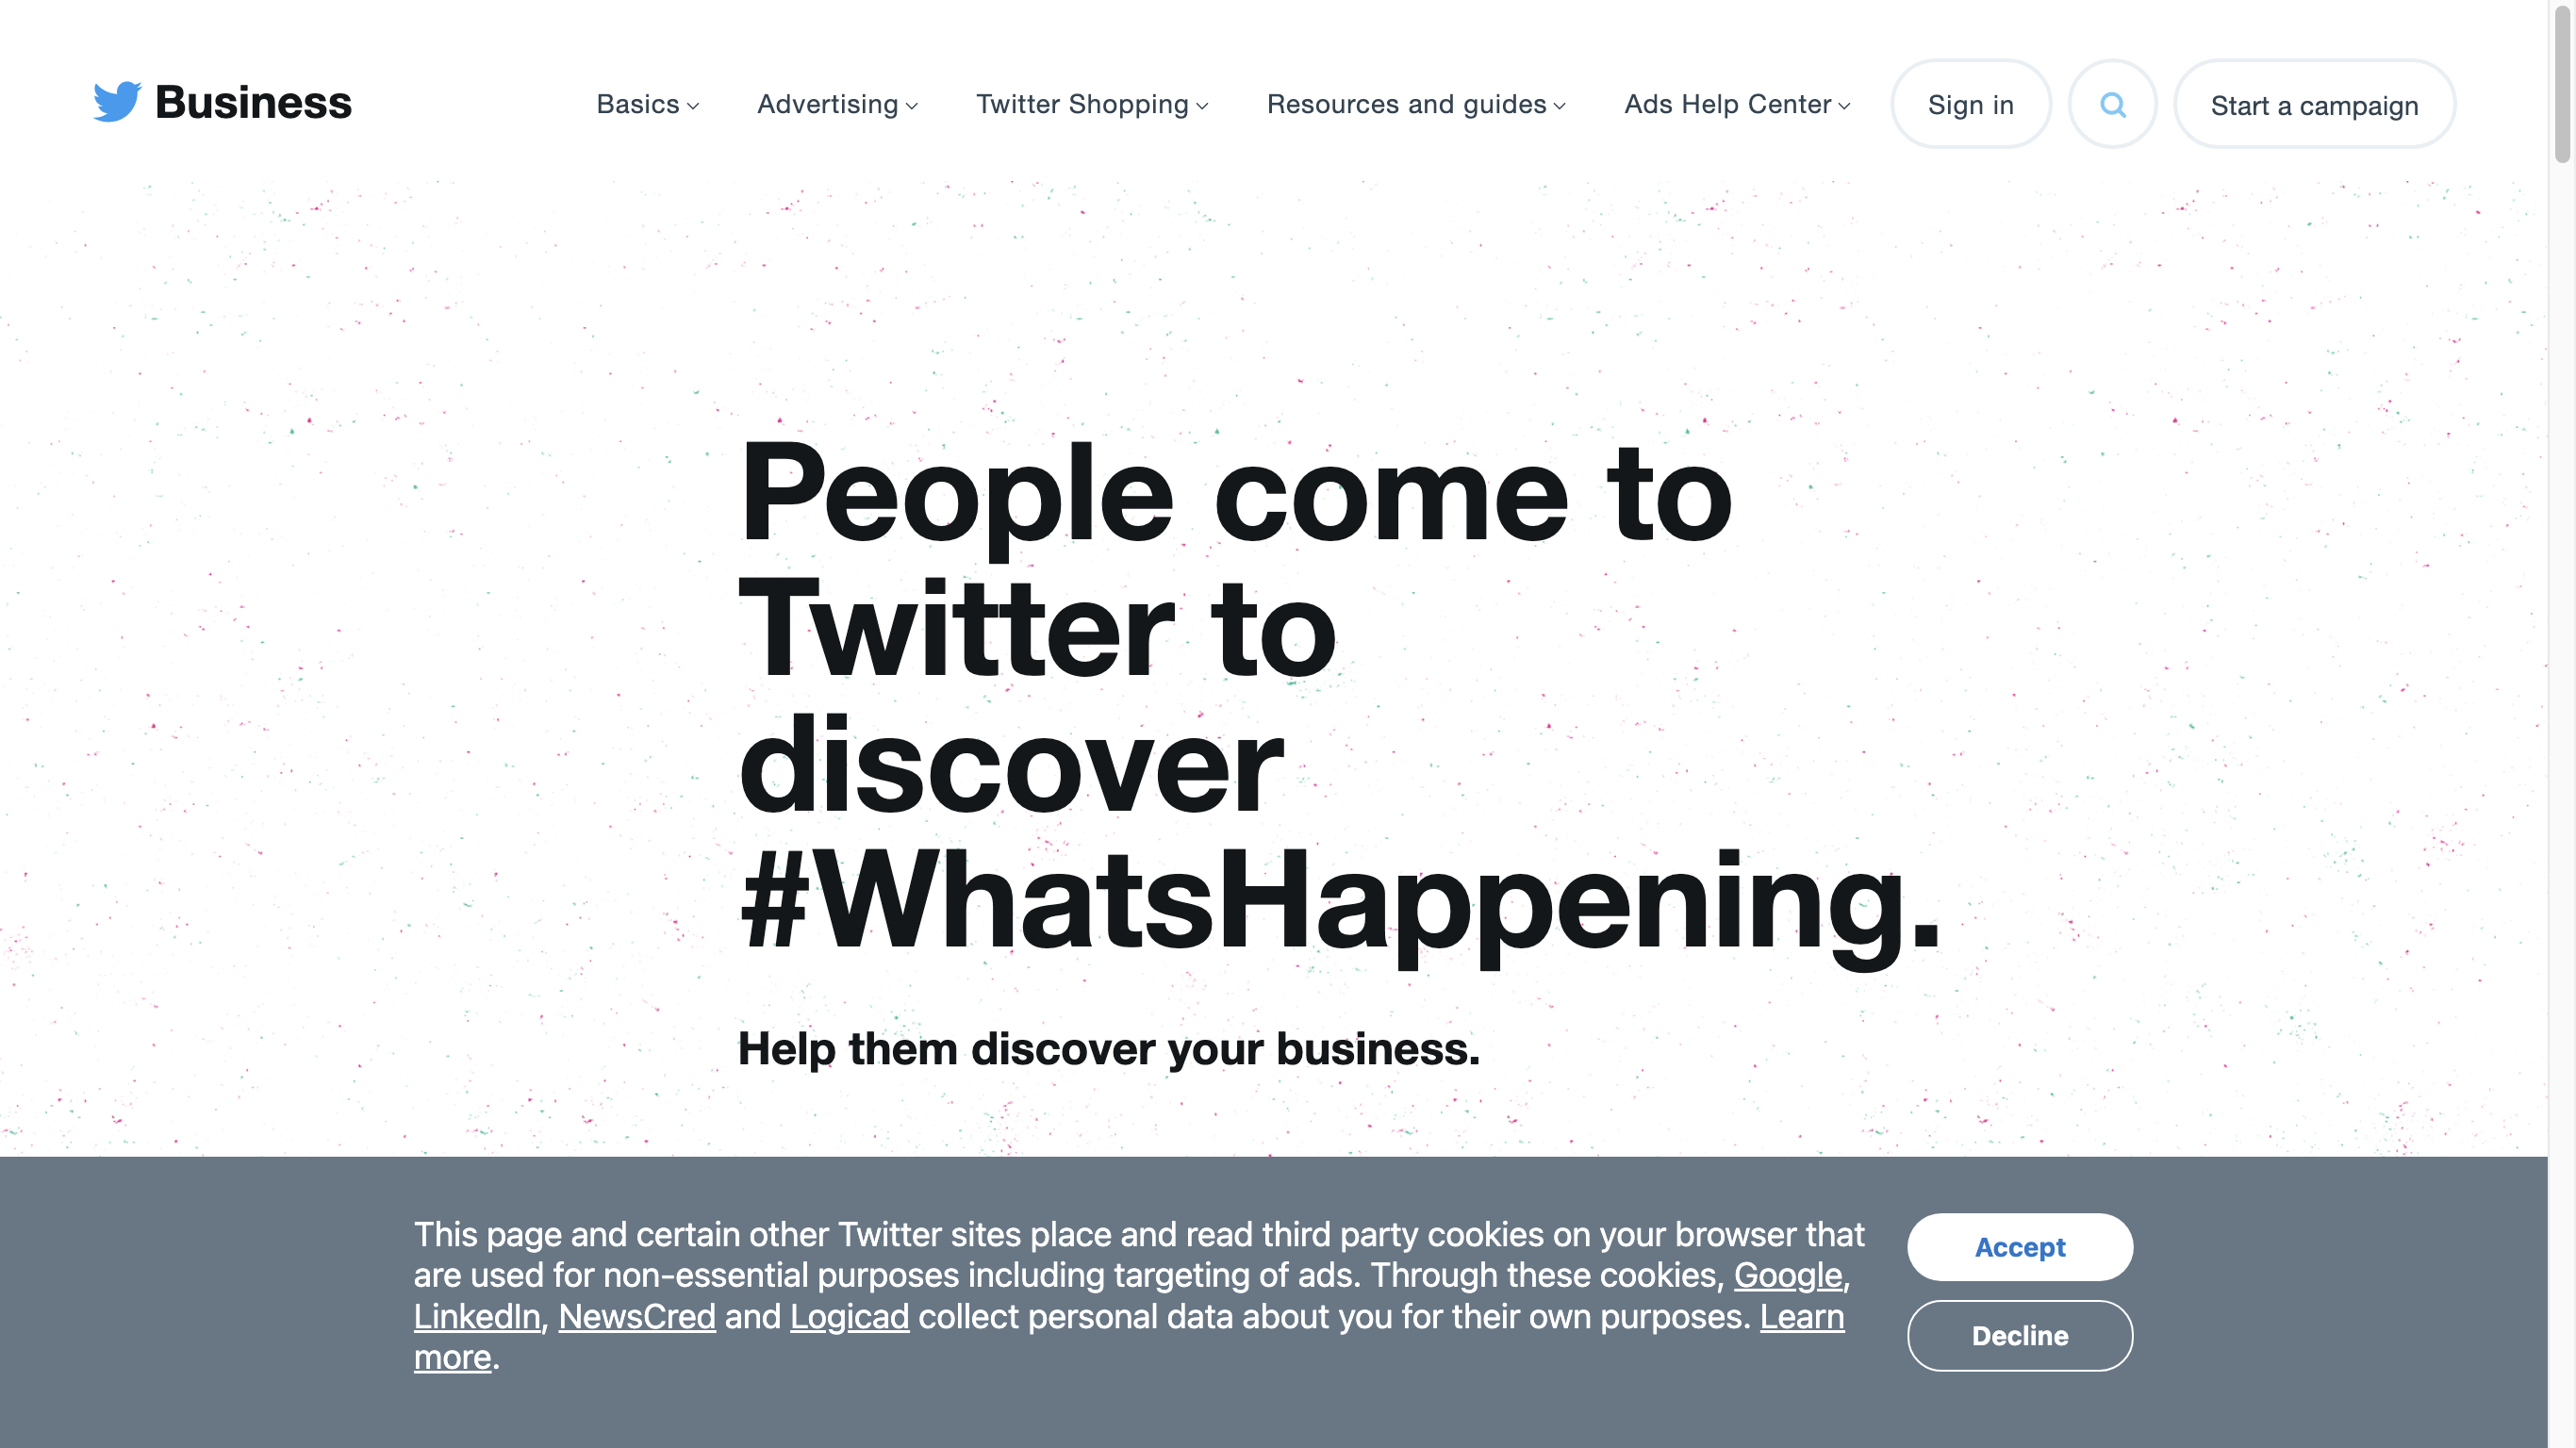 Business
Basics
Advertising
Twitter Shopping
Resources and guides
Ads Help Center
Sign in
Start a campaign
People come to
Twitter to
discover
#WhatsHappening.
Help them discover your business.
This page and certain other Twitter sites place and read third party cookies on your browser that
are used for non-essential purposes including targeting of ads. Through these cookies, Google,
LinkedIn, NewsCred and Logicad collect personal data about you for their own purposes. Learn
more.
Accept
Decline